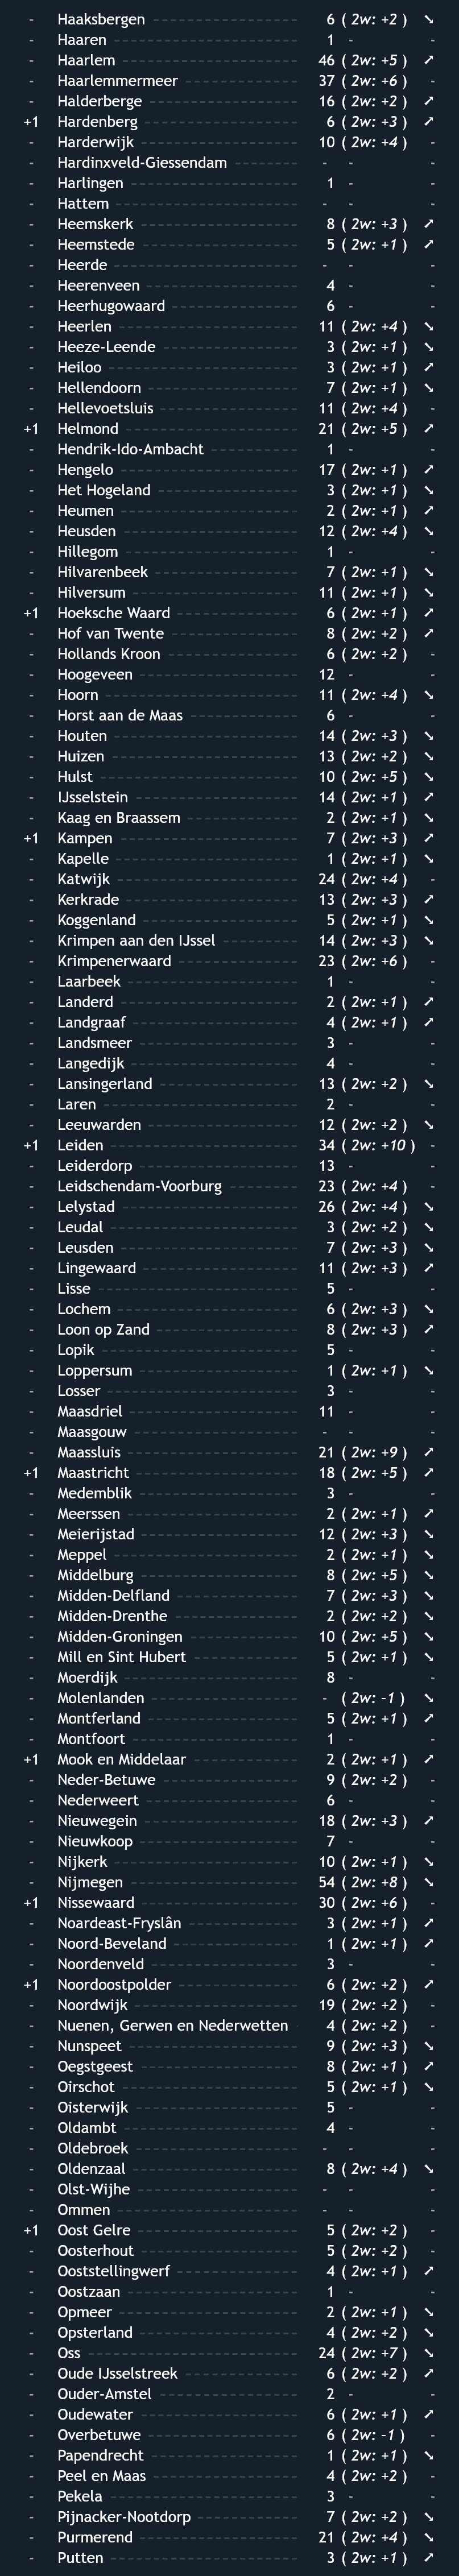 - Haaksbergen 6 ( 2w: +2 ) ↘
- Haaren 1 - -
- Haarlem 46 ( 2w: +5 ) ↗
- Haarlemmermeer 37 ( 2w: +6 ) -
- Halderberge 16 ( 2w: +2 ) ↗
+1 Hardenberg 6 ( 2w: +3 ) ↗
- Harderwijk 10 ( 2w: +4 ) -
- Hardinxveld-Giessendam - - -
- Harlingen 1 - -
- Hattem - - -
- Heemskerk 8 ( 2w: +3 ) ↗
- Heemstede 5 ( 2w: +1 ) ↗
- Heerde - - -
- Heerenveen 4 - -
- Heerhugowaard 6 - -
- Heerlen 11 ( 2w: +4 ) ↘
- Heeze-Leende 3 ( 2w: +1 ) ↘
- Heiloo 3 ( 2w: +1 ) ↗
- Hellendoorn 7 ( 2w: +1 ) ↘
- Hellevoetsluis 11 ( 2w: +4 ) -
+1 Helmond 21 ( 2w: +5 ) ↗
- Hendrik-Ido-Ambacht 1 - -
- Hengelo 17 ( 2w: +1 ) ↗
- Het Hogeland 3 ( 2w: +1 ) ↘
- Heumen 2 ( 2w: +1 ) ↗
- Heusden 12 ( 2w: +4 ) ↘
- Hillegom 1 - -
- Hilvarenbeek 7 ( 2w: +1 ) ↘
- Hilversum 11 ( 2w: +1 ) ↘
+1 Hoeksche Waard 6 ( 2w: +1 ) ↗
- Hof van Twente 8 ( 2w: +2 ) ↗
- Hollands Kroon 6 ( 2w: +2 ) -
- Hoogeveen 12 - -
- Hoorn 11 ( 2w: +4 ) ↘
- Horst aan de Maas 6 - -
- Houten 14 ( 2w: +3 ) ↘
- Huizen 13 ( 2w: +2 ) ↘
- Hulst 10 ( 2w: +5 ) ↘
- IJsselstein 14 ( 2w: +1 ) ↗
- Kaag en Braassem 2 ( 2w: +1 ) ↘
+1 Kampen 7 ( 2w: +3 ) ↗
- Kapelle 1 ( 2w: +1 ) ↘
- Katwijk 24 ( 2w: +4 ) -
- Kerkrade 13 ( 2w: +3 ) ↗
- Koggenland 5 ( 2w: +1 ) ↘
- Krimpen aan den IJssel 14 ( 2w: +3 ) ↘
- Krimpenerwaard 23 ( 2w: +6 ) -
- Laarbeek 1 - -
- Landerd 2 ( 2w: +1 ) ↗
- Landgraaf 4 ( 2w: +1 ) ↗
- Landsmeer 3 - -
- Langedijk 4 - -
- Lansingerland 13 ( 2w: +2 ) ↘
- Laren 2 - -
- Leeuwarden 12 ( 2w: +2 ) ↘
+1 Leiden 34 ( 2w: +10 ) -
- Leiderdorp 13 - -
- Leidschendam-Voorburg 23 ( 2w: +4 ) -
- Lelystad 26 ( 2w: +4 ) ↘
- Leudal 3 ( 2w: +2 ) ↘
- Leusden 7 ( 2w: +3 ) ↘
- Lingewaard 11 ( 2w: +3 ) ↗
- Lisse 5 - -
- Lochem 6 ( 2w: +3 ) ↘
- Loon op Zand 8 ( 2w: +3 ) ↗
- Lopik 5 - -
- Loppersum 1 ( 2w: +1 ) ↘
- Losser 3 - -
- Maasdriel 11 - -
- Maasgouw - - -
- Maassluis 21 ( 2w: +9 ) ↗
+1 Maastricht 18 ( 2w: +5 ) ↗
- Medemblik 3 - -
- Meerssen 2 ( 2w: +1 ) ↗
- Meierijstad 12 ( 2w: +3 ) ↘
- Meppel 2 ( 2w: +1 ) ↘
- Middelburg 8 ( 2w: +5 ) ↘
- Midden-Delfland 7 ( 2w: +3 ) ↘
- Midden-Drenthe 2 ( 2w: +2 ) ↘
- Midden-Groningen 10 ( 2w: +5 ) ↘
- Mill en Sint Hubert 5 ( 2w: +1 ) ↘
- Moerdijk 8 - -
- Molenlanden - ( 2w: -1 ) ↘
- Montferland 5 ( 2w: +1 ) ↗
- Montfoort 1 - -
+1 Mook en Middelaar 2 ( 2w: +1 ) ↗
- Neder-Betuwe 9 ( 2w: +2 ) -
- Nederweert 6 - -
- Nieuwegein 18 ( 2w: +3 ) ↗
- Nieuwkoop 7 - -
- Nijkerk 10 ( 2w: +1 ) ↘
- Nijmegen 54 ( 2w: +8 ) ↘
+1 Nissewaard 30 ( 2w: +6 ) -
- Noardeast-Fryslân 3 ( 2w: +1 ) ↗
- Noord-Beveland 1 ( 2w: +1 ) ↗
- Noordenveld 3 - -
+1 Noordoostpolder 6 ( 2w: +2 ) ↗
- Noordwijk 19 ( 2w: +2 ) -
- Nuenen, Gerwen en Nederwetten 4 ( 2w: +2 ) -
- Nunspeet 9 ( 2w: +3 ) ↘
- Oegstgeest 8 ( 2w: +1 ) ↗
- Oirschot 5 ( 2w: +1 ) ↘
- Oisterwijk 5 - -
- Oldambt 4 - -
- Oldebroek - - -
- Oldenzaal 8 ( 2w: +4 ) ↘
- Olst-Wijhe - - -
- Ommen - - -
+1 Oost Gelre 5 ( 2w: +2 ) -
- Oosterhout 5 ( 2w: +2 ) -
- Ooststellingwerf 4 ( 2w: +1 ) ↗
- Oostzaan 1 - -
- Opmeer 2 ( 2w: +1 ) ↘
- Opsterland 4 ( 2w: +2 ) ↘
- Oss 24 ( 2w: +7 ) ↘
- Oude IJsselstreek 6 ( 2w: +2 ) ↗
- Ouder-Amstel 2 - -
- Oudewater 6 ( 2w: +1 ) ↗
- Overbetuwe 6 ( 2w: -1 ) -
- Papendrecht 1 ( 2w: +1 ) ↘
- Peel en Maas 4 ( 2w: +2 ) -
- Pekela 3 - -
- Pijnacker-Nootdorp 7 ( 2w: +2 ) ↘
- Purmerend 21 ( 2w: +4 ) ↘
- Putten 3 ( 2w: +1 ) ↗